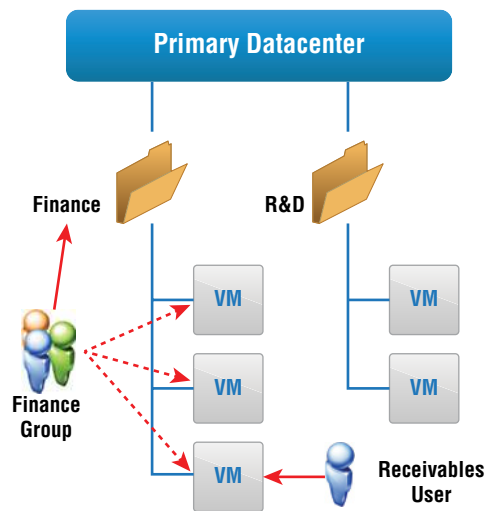 Primary Datacenter
Finance
R&D
VM
VM
VM
VM
Finance
Group
VM
Receivables
User